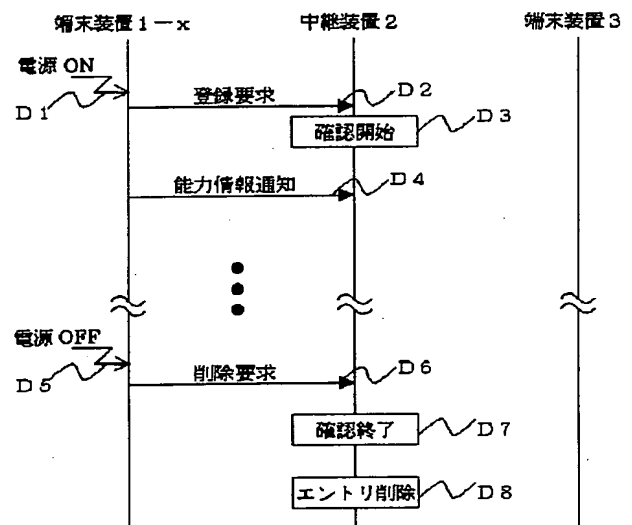 端末装置1－x 中継装置2 端末装置3
電源 ON
D1
登録要求
D2
確認開始
D3
能力情報通知
D4
電源 OFF
D5
削除要求
D6
確認終了
D7
エントリ削除
D8